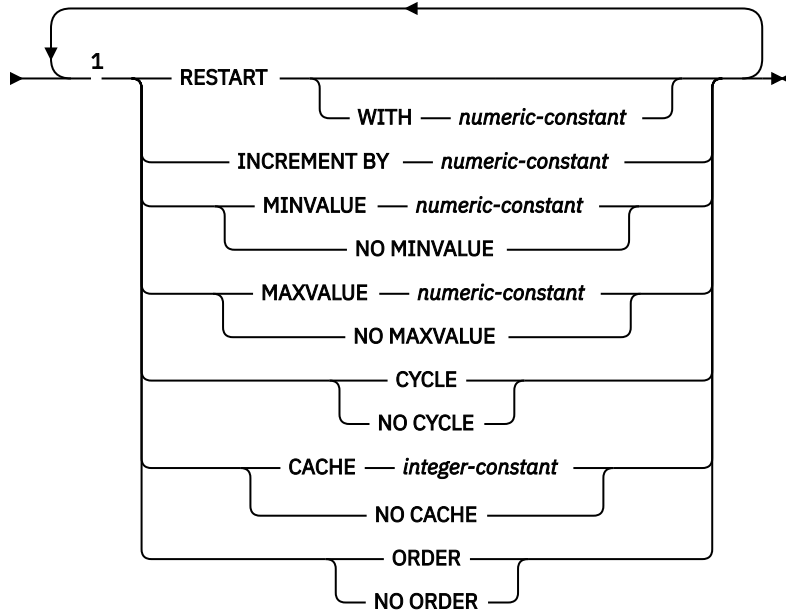 1
RESTART
WITH numeric-constant
INCREMENT BY numeric-constant
MINVALUE numeric-constant
NO MINVALUE
MAXVALUE numeric-constant
NO MAXVALUE
CYCLE
NO CYCLE
CACHE integer-constant
NO CACHE
ORDER
NO ORDER